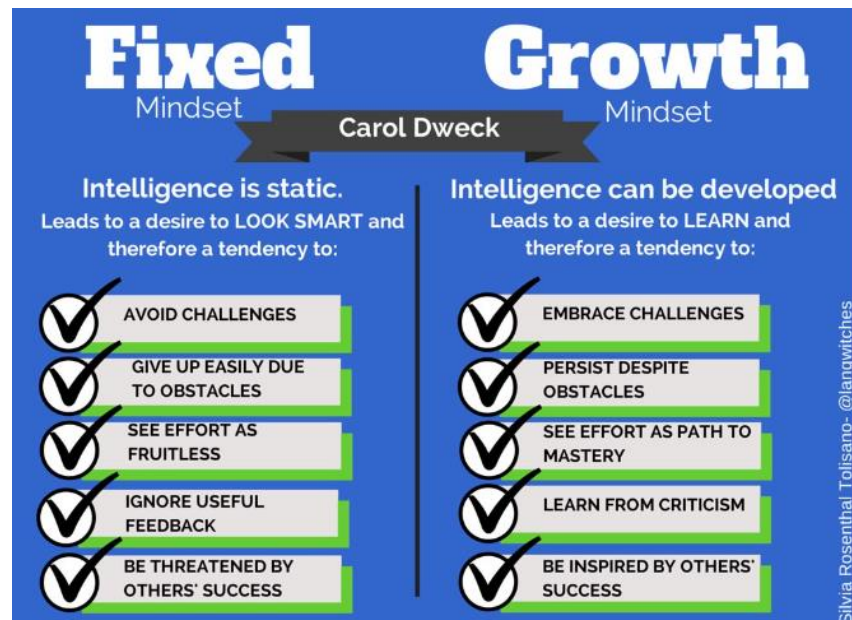 Fixed
Mindset
Growth
Mindset
Carol Dweck
Intelligence is static.
Leads to a desire to LOOK SMART and
therefore a tendency to:
AVOID CHALLENGES
GIVE UP EASILY DUE
TO OBSTACLES
SEE EFFORT AS
FRUITLESS
IGNORE USEFUL
FEEDBACK
BE THREATENED BY
OTHERS' SUCCESS
Intelligence can be developed
Leads to a desire to LEARN and
therefore a tendency to:
EMBRACE CHALLENGES
PERSIST DESPITE
OBSTACLES
SEE EFFORT AS PATH TO
MASTERY
LEARN FROM CRITICISM
BE INSPIRED BY OTHERS'
SUCCESS
Silvia Rosenthal Tolisano- @langwitches